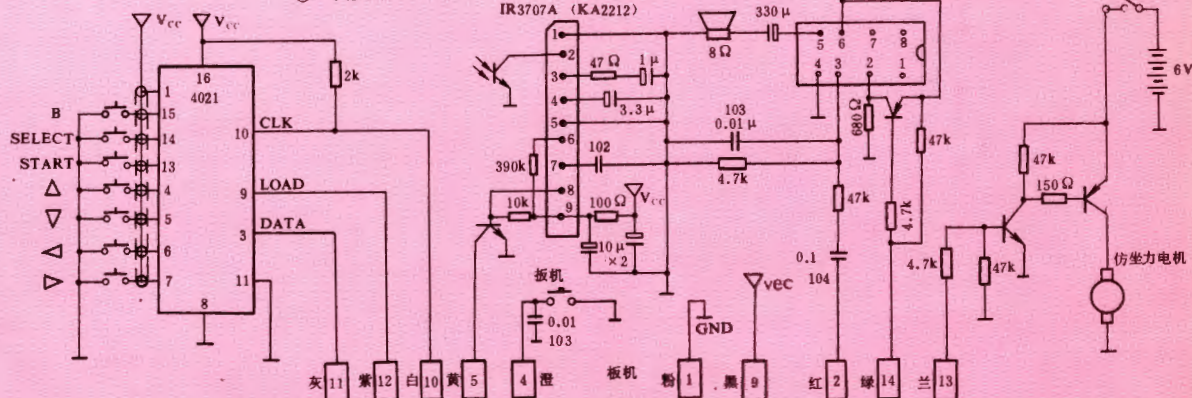 IR3707A (KA2212)
Vcc
Vcc
16
4021
2k
1
B
15
SELECT
14
10
CLK
START
13
△
4
9
LOAD
▽
5
3
DATA
◁
6
▷
7
11
8
1
2
3
4
5
6
7
8
9
47Ω
1μ
3.3μ
390k
102
10k
100Ω
Vcc
10μ
×2
8Ω
330μ
5
6
7
8
4
3
2
1
103
0.01μ
4.7k
680Ω
47k
47k
4.7k
0.1
104
6V
47k
150Ω
4.7k
47k
仿坐力电机
扳机
0.01
103
vec
GND
灰 11
紫 12
白 10
黄 5
4 澄
板机
粉 1
黑 9
红 2
绿 14
兰 13